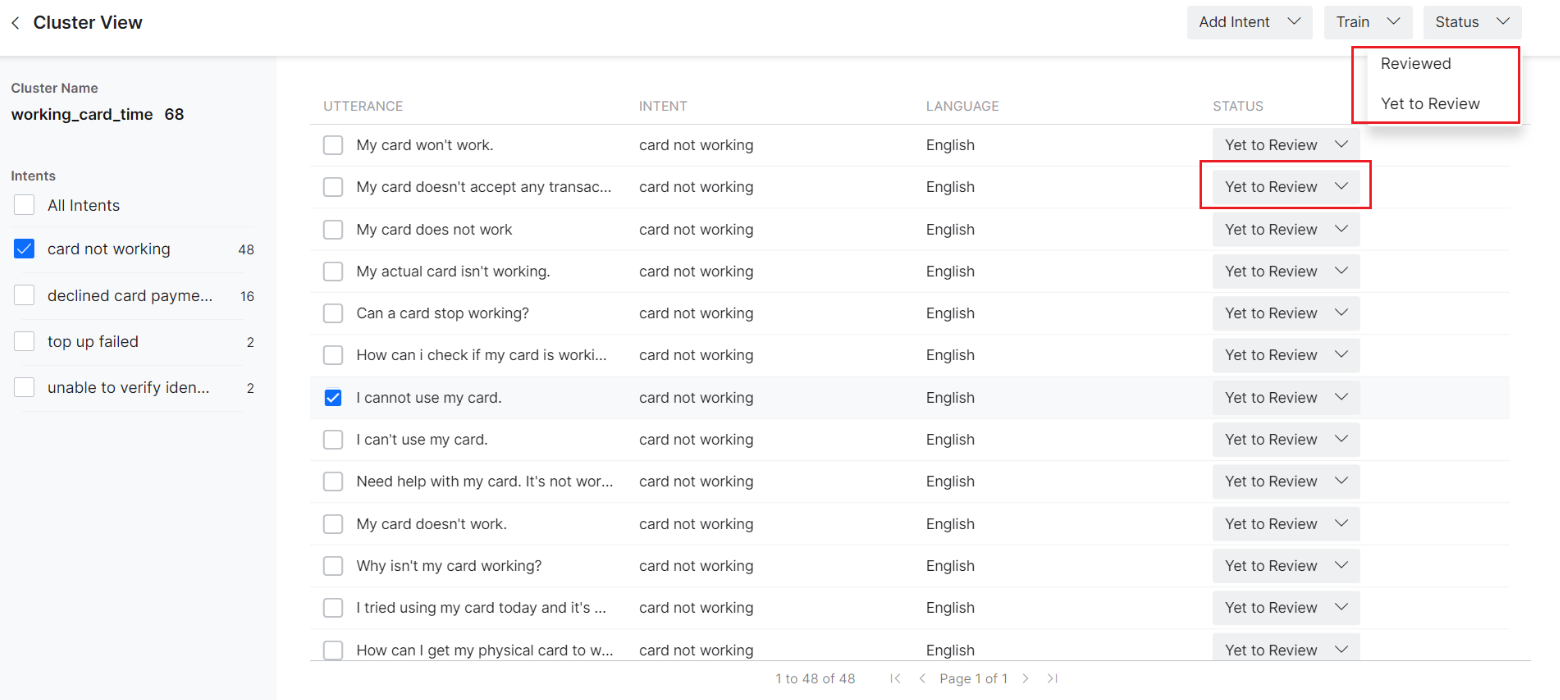 Cluster View
Add Intent Train Status
Reviewed
Yet to Review
Cluster Name
working_card_time 68
Intents
All Intents
card not working 48
declined card payme... 16
top up failed 2
unable to verify iden... 2
UTTERANCE INTENT LANGUAGE STATUS
My card won't work. card not working English Yet to Review
My card doesn't accept any transac... card not working English Yet to Review
My card does not work card not working English Yet to Review
My actual card isn't working. card not working English Yet to Review
Can a card stop working? card not working English Yet to Review
How can i check if my card is worki... card not working English Yet to Review
I cannot use my card. card not working English Yet to Review
I can't use my card. card not working English Yet to Review
Need help with my card. It's not wor... card not working English Yet to Review
My card doesn't work. card not working English Yet to Review
Why isn't my card working? card not working English Yet to Review
I tried using my card today and it's ... card not working English Yet to Review
How can I get my physical card to w... card not working English Yet to Review
1 to 48 of 48 Page 1 of 1